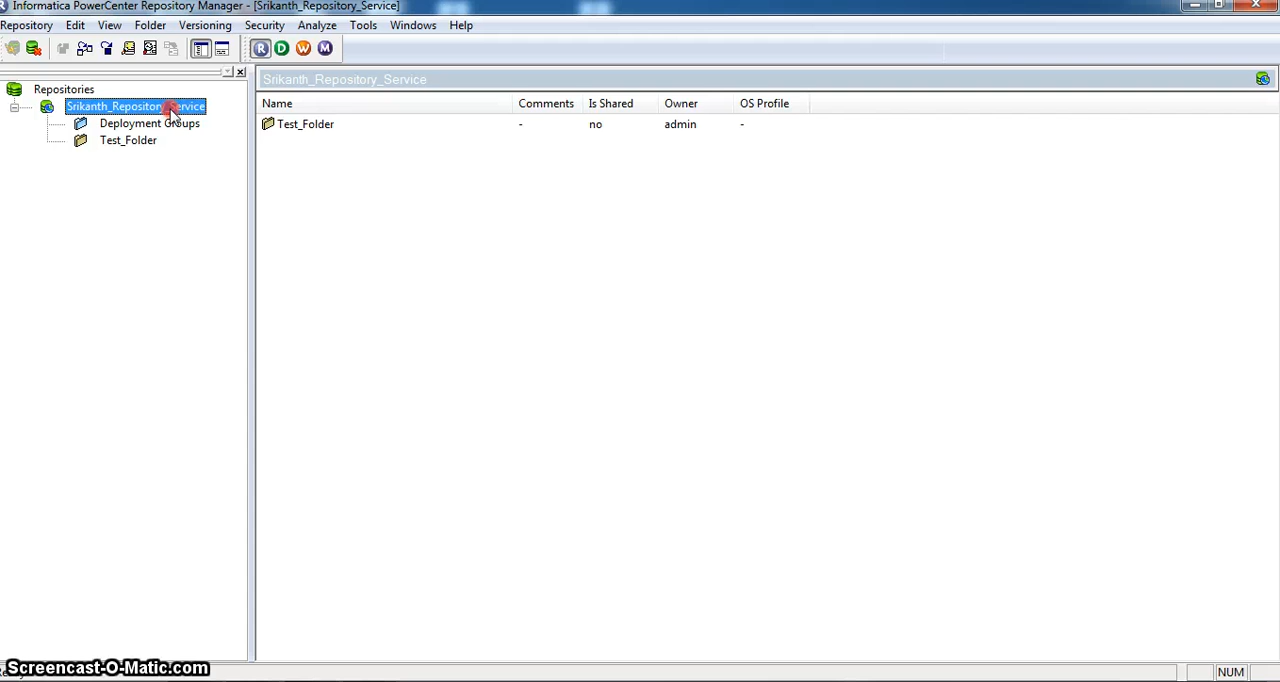 Informatica PowerCenter Repository Manager - [Srikanth_Repository_Service]
Repository Edit View Folder Versioning Security Analyze Tools Windows Help
R D W M
Repositories
Srikanth_Repository_Service
Deployment Groups
Test_Folder
Srikanth_Repository_Service
Name Comments Is Shared Owner OS Profile
Test_Folder - no admin -
Screencast-O-Matic.com
NUM